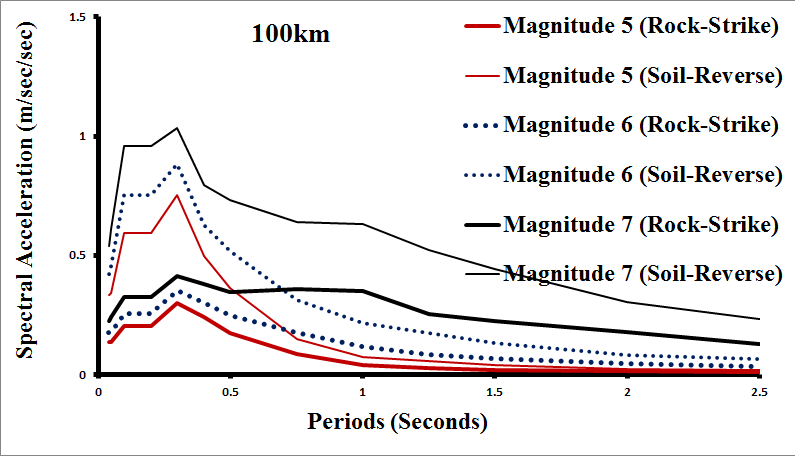 1.5
100km
Magnitude 5 (Rock-Strike)
Magnitude 5 (Soil-Reverse)
1
Magnitude 6 (Rock-Strike)
Magnitude 6 (Soil-Reverse)
Spectral Acceleration (m/sec/sec)
Magnitude 7 (Rock-Strike)
0.5
Magnitude 7 (Soil-Reverse)
0
0 0.5 1 1.5 2 2.5
Periods (Seconds)